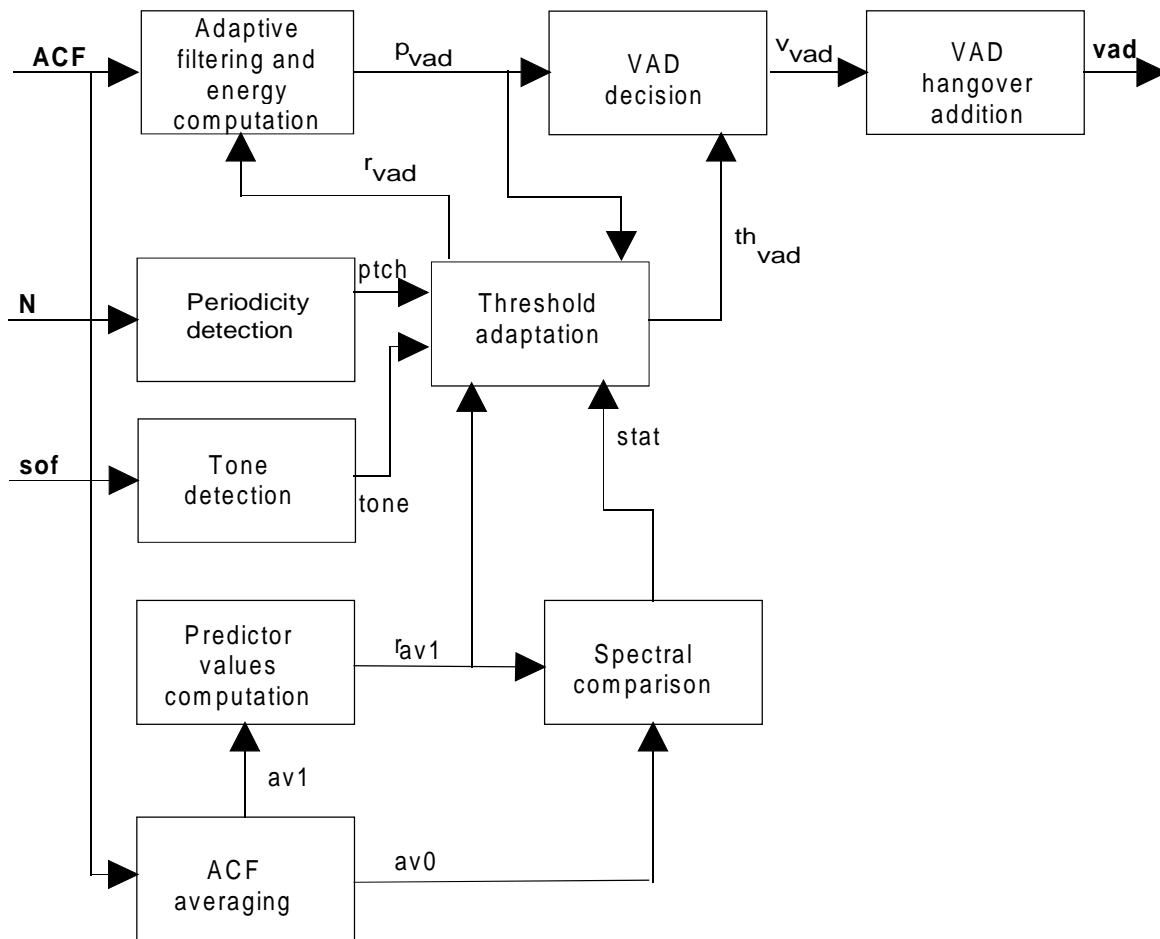 ACF
Adaptive
filtering and
energy
computation
pvad
VAD
decision
vvad
VAD
hangover
addition
vad
rvad
thvad
N
Periodicity
detection
ptch
Threshold
adaptation
sof
Tone
detection
tone
stat
Predictor
values
computation
rav1
Spectral
comparison
av1
ACF
averaging
av0